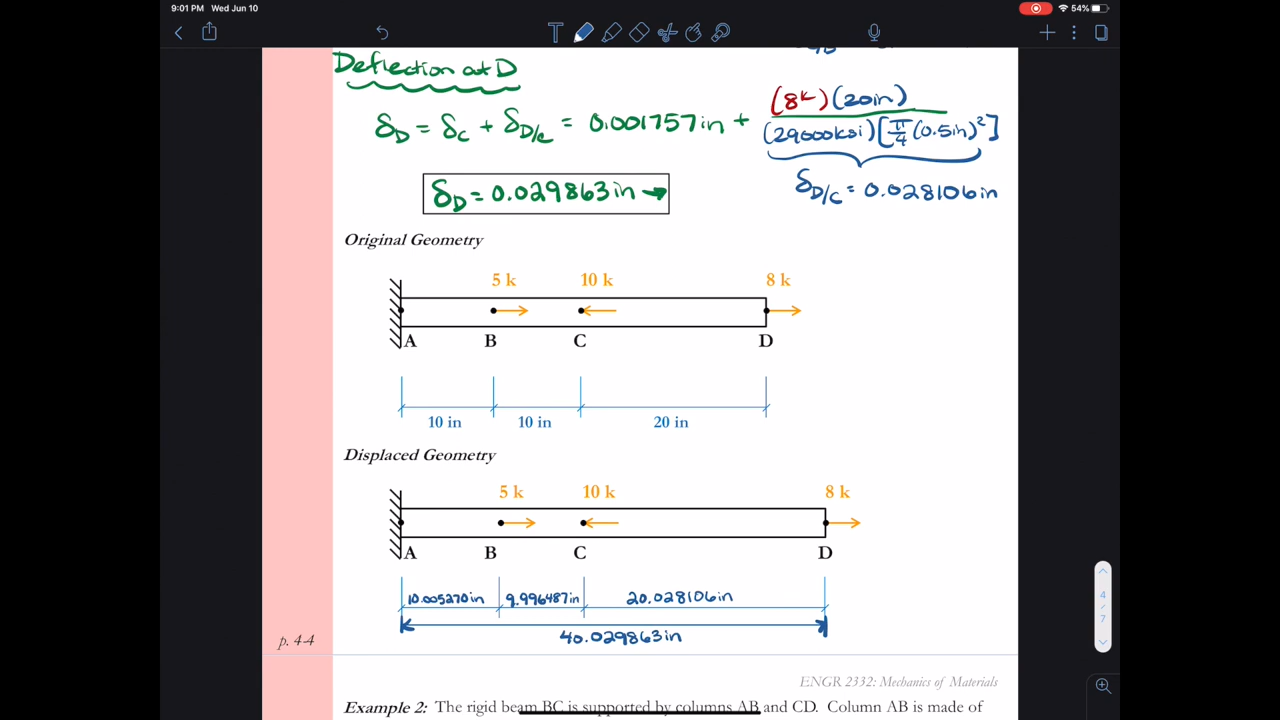 9:01 PM Wed Jun 10
54%
Deflection at D
δD = δC + δD/C = 0.001757in + (8k)(20in)
(29000ksi)[π/4(0.5in)²]
δD = 0.029863in →
δD/C = 0.028106in
Original Geometry
5 k 10 k 8 k
A B C D
10 in 10 in 20 in
Displaced Geometry
5 k 10 k 8 k
A B C D
10.005270in 9.996487in 20.028106in
40.029863in
p. 4-4
4
7
ENGR 2332: Mechanics of Materials
Example 2: The rigid beam BC is supported by columns AB and CD. Column AB is made of